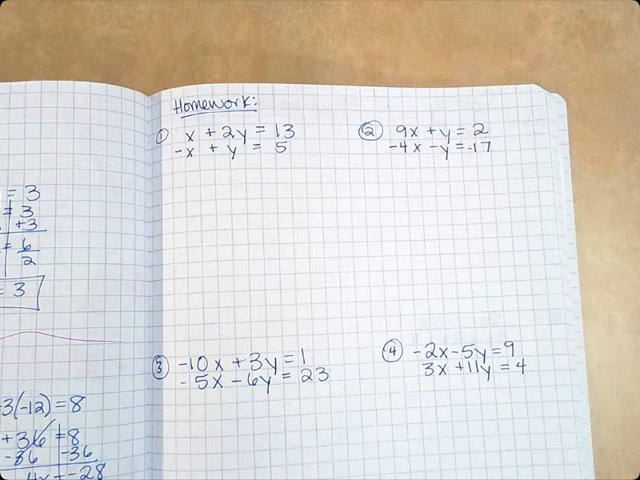 = 3
= 3
+3
= 6/2
= 3
-3(-12) = 8
+36 = 8
-36 -36
4x = -28
Homework:
① x + 2y = 13
-x + y = 5
② 9x + y = 2
-4x - y = -17
③ -10x + 3y = 1
-5x - 6y = 23
④ -2x - 5y = 9
3x + 11y = 4